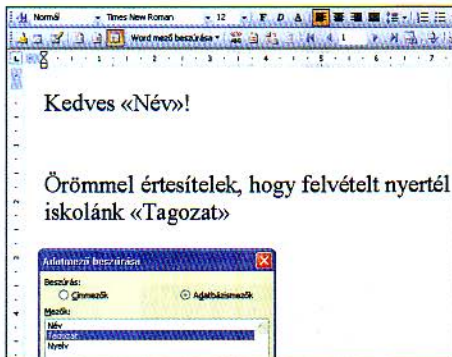 Normál Times New Roman 12 F D A
Word mező beszúrása 1
Kedves «Név»!
Örömmel értesítelek, hogy felvételt nyertél
iskolánk «Tagozat»
Adatmező beszúrása
Beszúrás:
Címmezők Adatbázismezők
Mezők:
Név
Tagozat
Nyelv